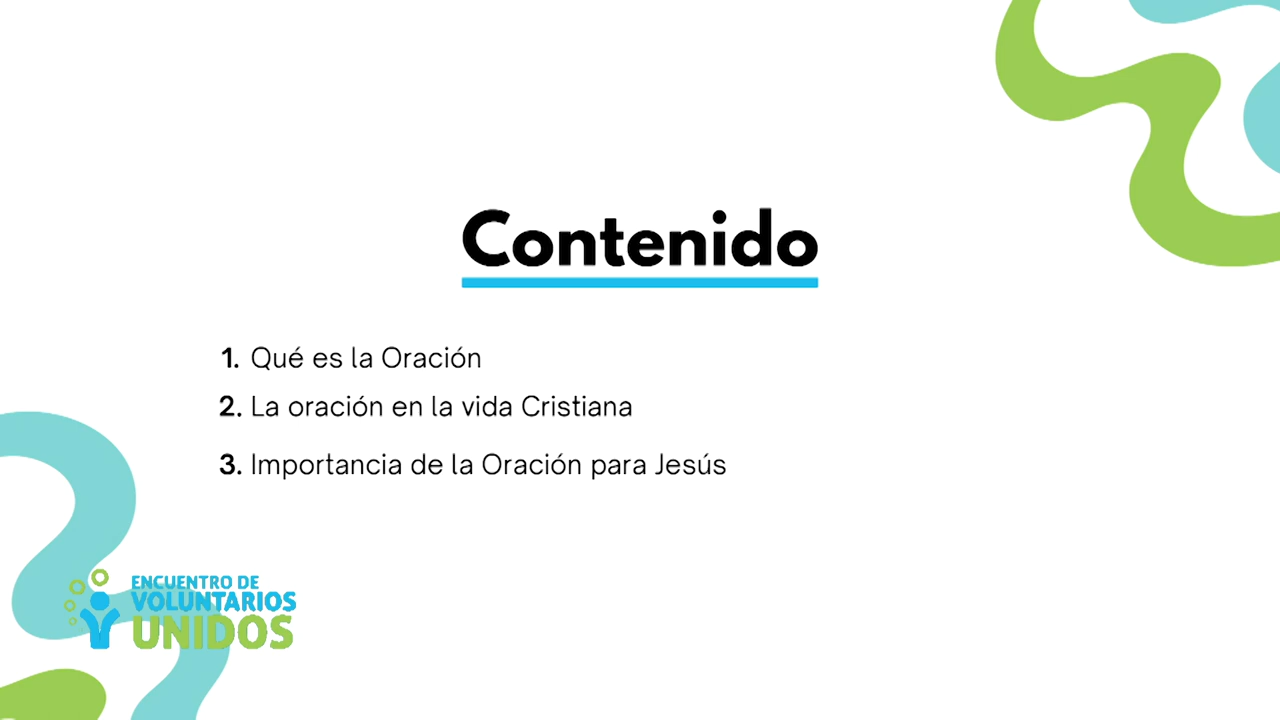 Contenido
1. Qué es la Oración
2. La oración en la vida Cristiana
3. Importancia de la Oración para Jesús
ENCUENTRO DE
VOLUNTARIOS
UNIDOS